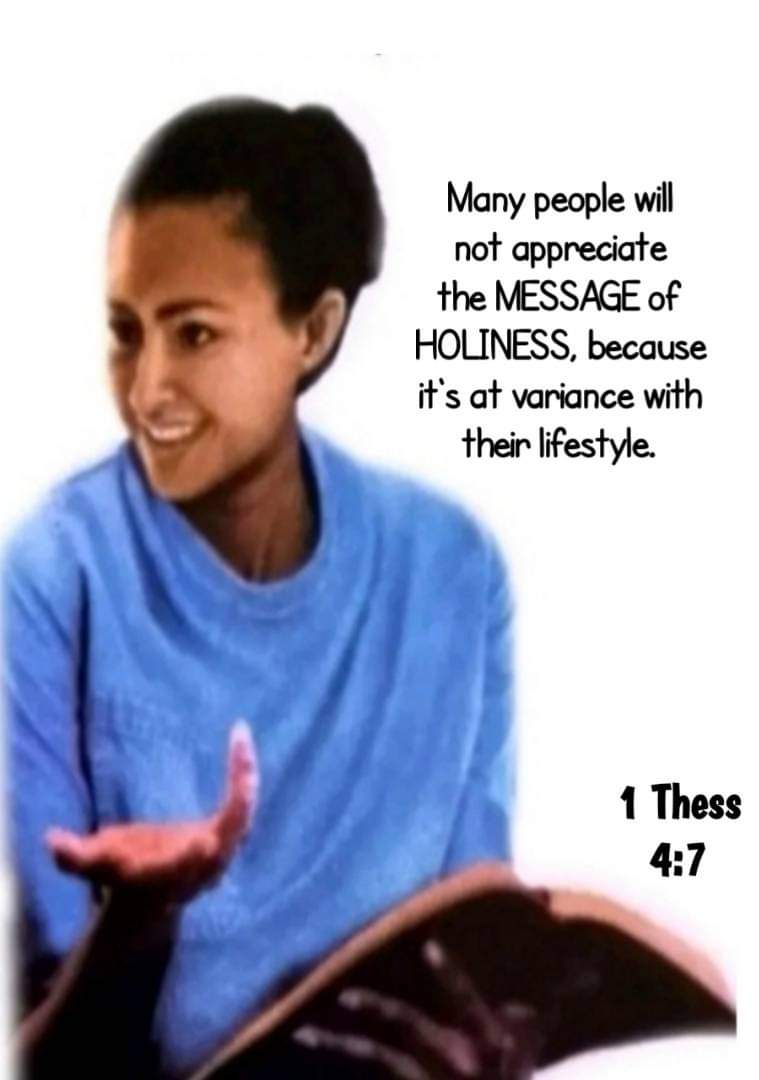 Many people will
not appreciate
the MESSAGE of
HOLINESS, because
it's at variance with
their lifestyle.
1 Thess
4:7